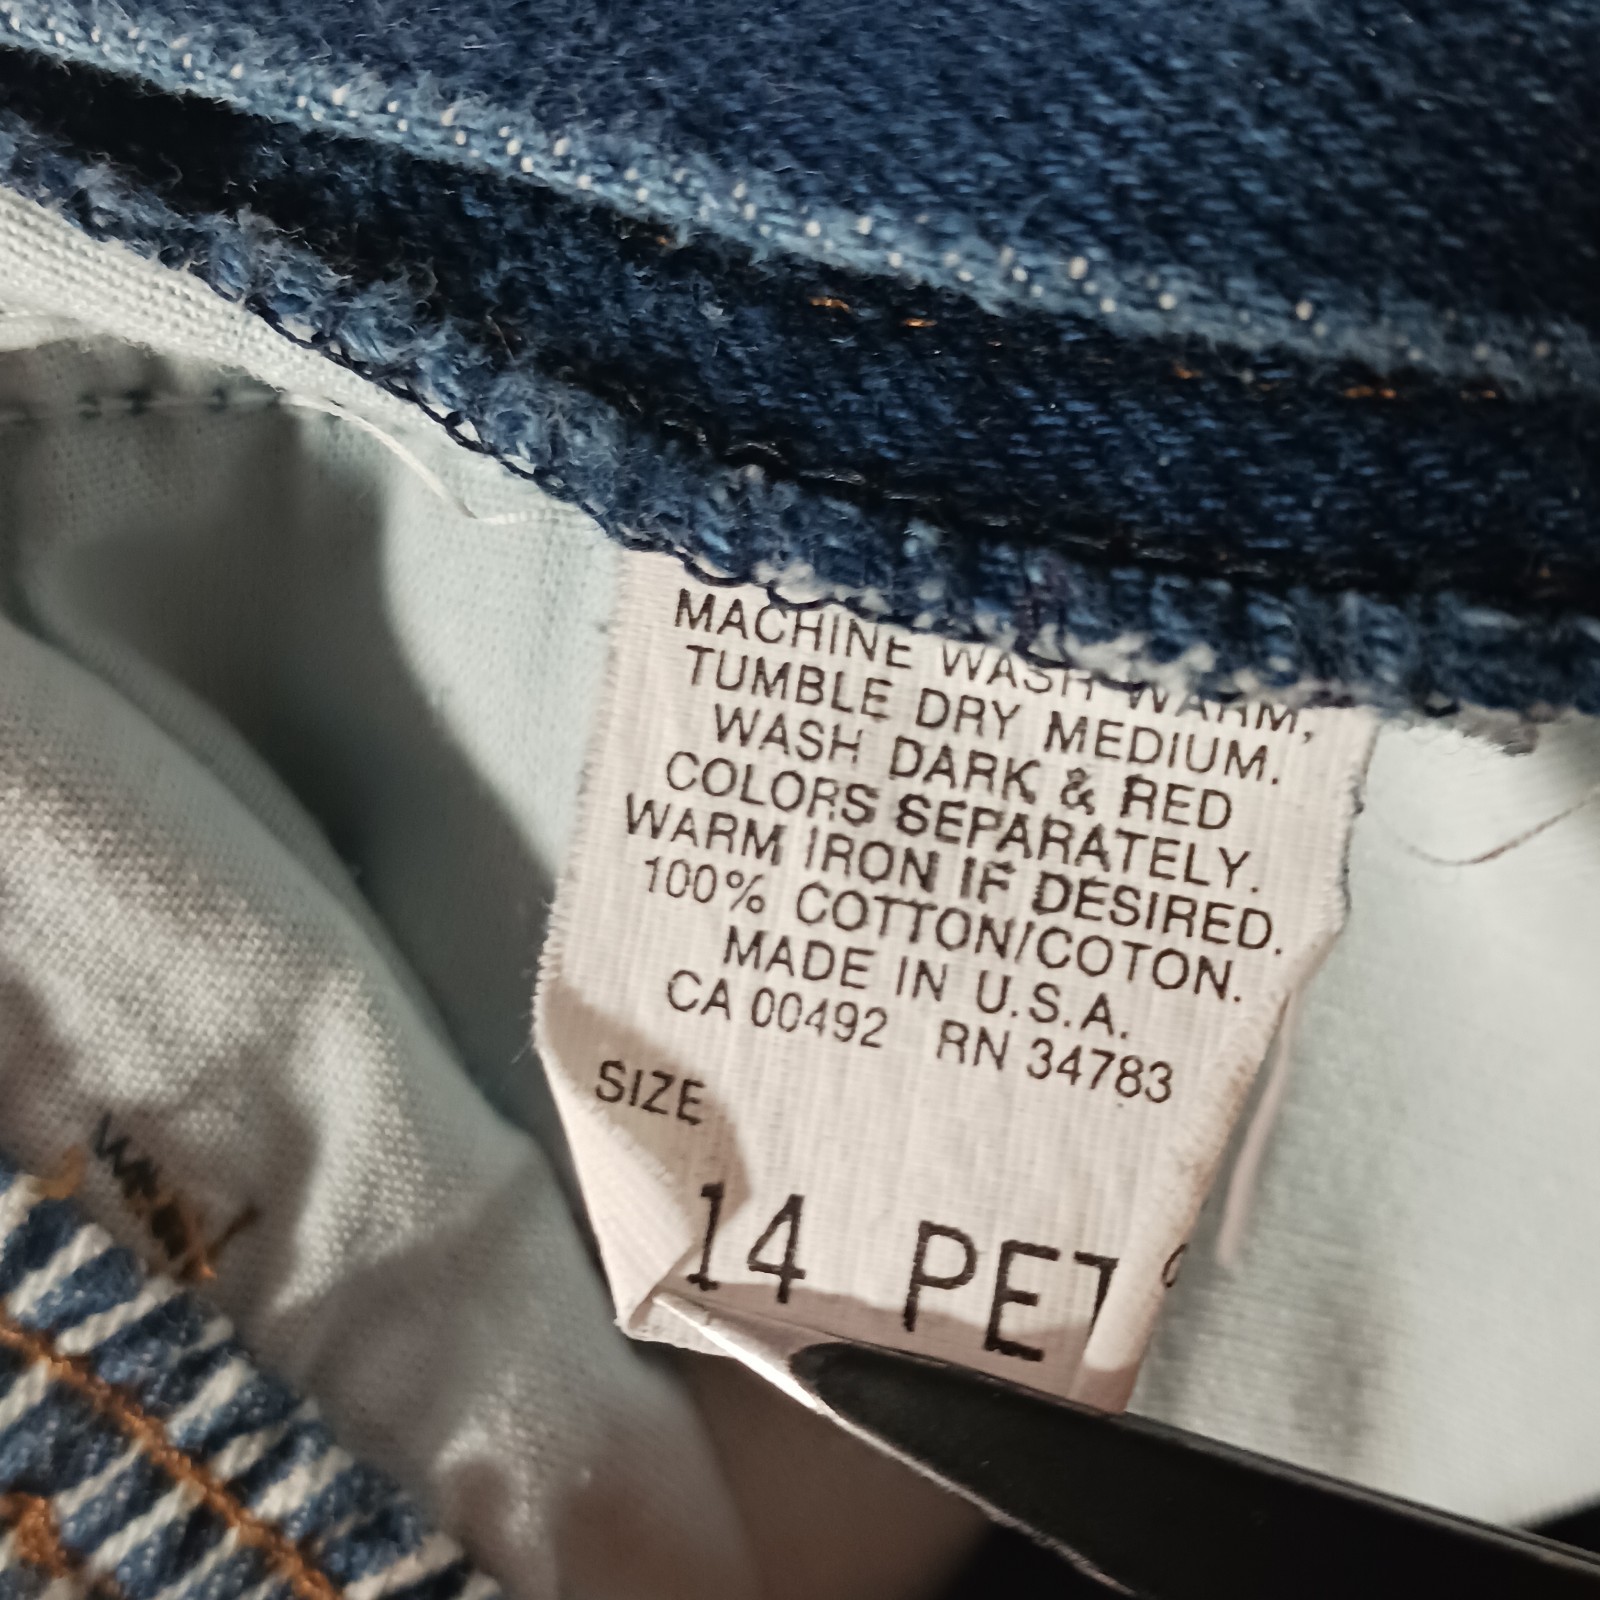 MACHINE WASH WARM,
TUMBLE DRY MEDIUM.
WASH DARK & RED
COLORS SEPARATELY.
WARM IRON IF DESIRED.
100% COTTON/COTON.
MADE IN U.S.A.
CA 00492 RN 34783
SIZE
14 PET